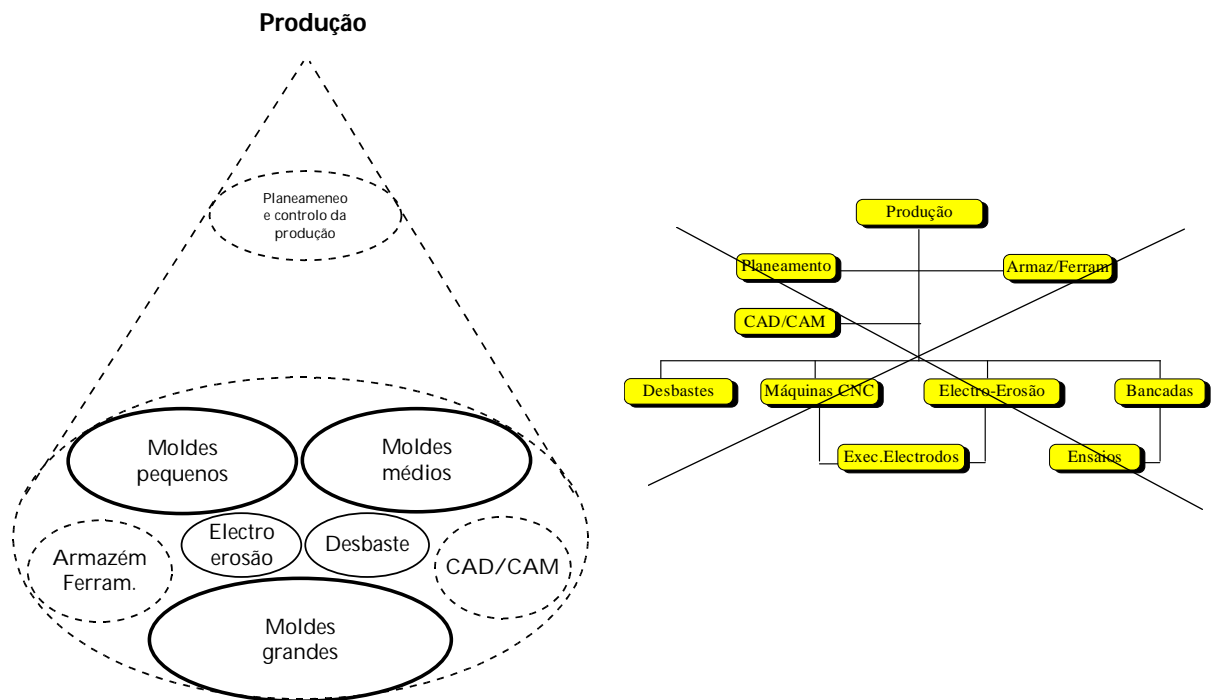 Produção
Planeameneo
e controlo da
produção
Moldes
pequenos
Moldes
médios
Electro
erosão
Desbaste
Armazém
Ferram.
CAD/CAM
Moldes
grandes
Produção
Planeamento
Armaz/Ferram
CAD/CAM
Desbastes
Máquinas CNC
Electro-Erosão
Bancadas
Exec.Electrodos
Ensaios